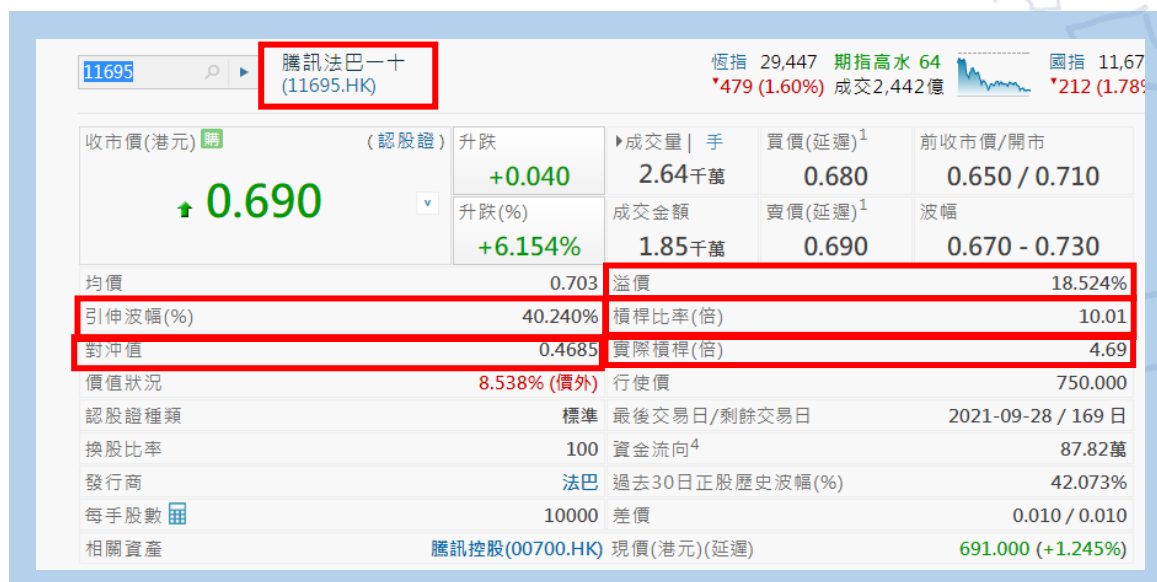 11695 騰訊法巴一十 恆指 29,447 期指高水 64 國指 11,67
(11695.HK) ▼479 (1.60%) 成交2,442億 ▼212 (1.78%
收市價(港元) 購 (認股證) 升跌 成交量| 手 買價(延遲)1 前收市價/開市
+0.040 2.64千萬 0.680 0.650 / 0.710
0.690
升跌(%) 成交金額 賣價(延遲)1 波幅
+6.154% 1.85千萬 0.690 0.670 - 0.730
均價 0.703 溢價 18.524%
引伸波幅(%) 40.240% 槓桿比率(倍) 10.01
對沖值 0.4685 實際槓桿(倍) 4.69
價值狀況 8.538% (價外) 行使價 750.000
認股證種類 標準 最後交易日/剩餘交易日 2021-09-28 / 169 日
換股比率 100 資金流向4 87.82萬
發行商 法巴 過去30日正股歷史波幅(%) 42.073%
每手股數 10000 差價 0.010 / 0.010
相關資產 騰訊控股(00700.HK) 現價(港元)(延遲) 691.000 (+1.245%)